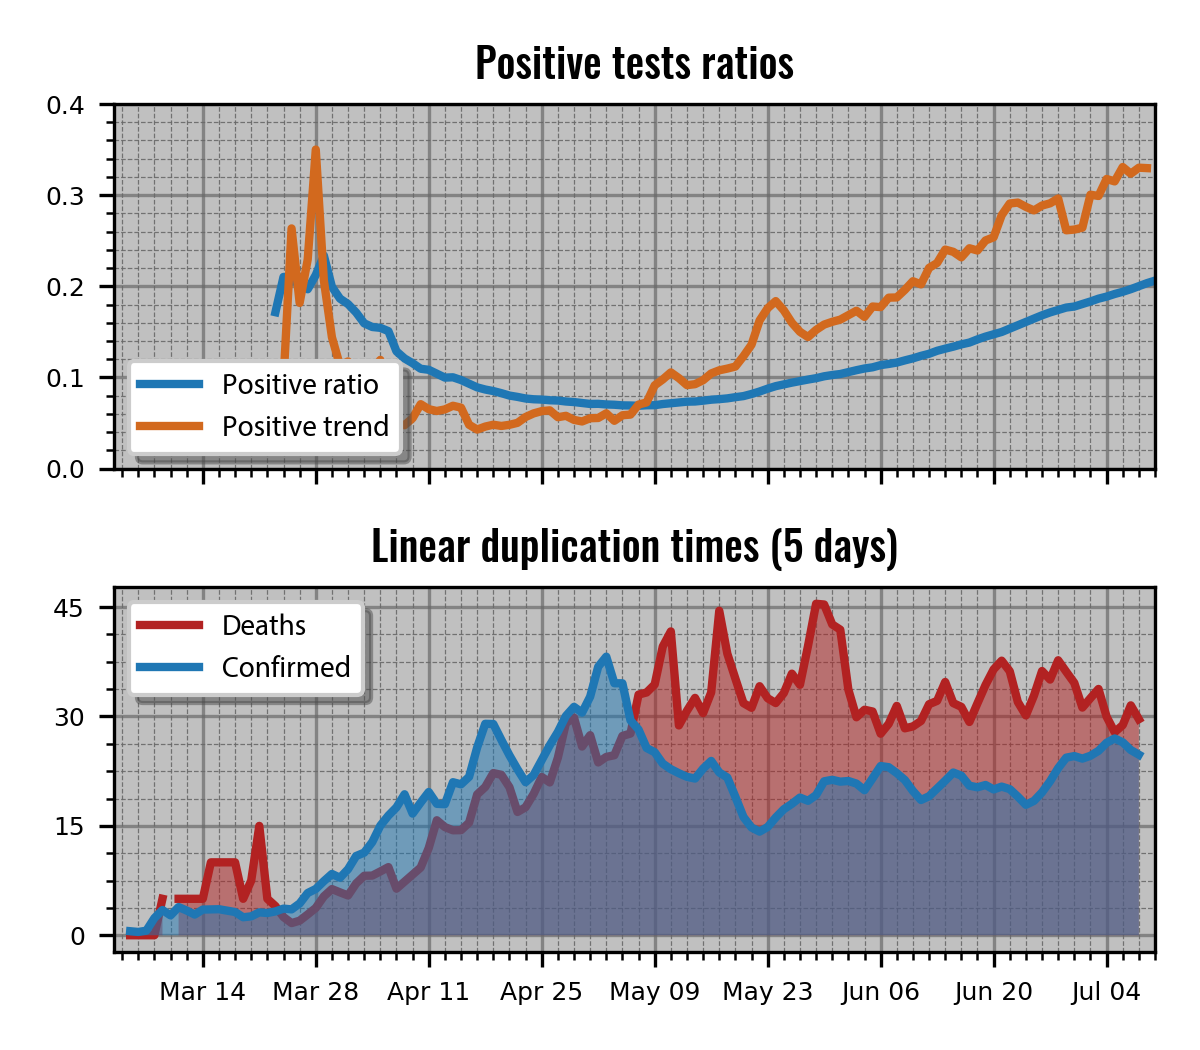 Positive tests ratios
0.4
0.3
0.2
0.1
0.0
Positive ratio
Positive trend
Linear duplication times (5 days)
45
30
15
0
Deaths
Confirmed
Mar 14 Mar 28 Apr 11 Apr 25 May 09 May 23 Jun 06 Jun 20 Jul 04